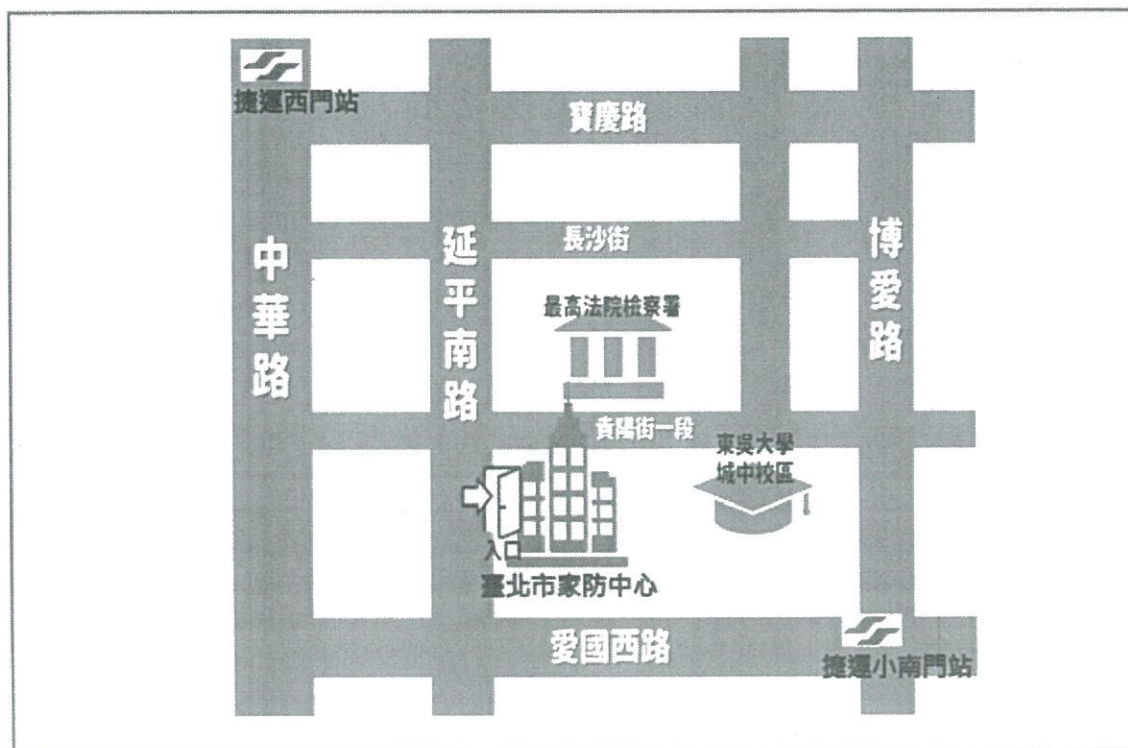 捷運西門站
寶慶路
長沙街
中華路
延平南路
博愛路
最高法院檢察署
貴陽街一段
東吳大學
城中校區
入口
臺北市家防中心
愛國西路
捷運小南門站